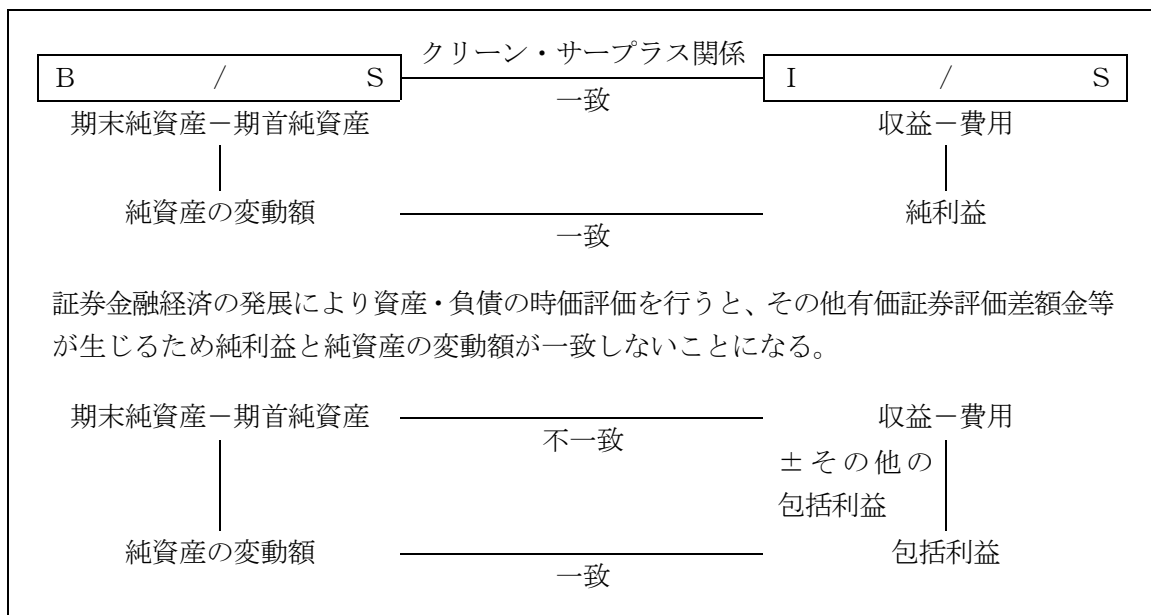 クリーン・サープラス関係
B / S
I / S
一致
期末純資産－期首純資産
収益－費用
純資産の変動額
純利益
一致
証券金融経済の発展により資産・負債の時価評価を行うと、その他有価証券評価差額金等
が生じるため純利益と純資産の変動額が一致しないことになる。
期末純資産－期首純資産
収益－費用
不一致
±その他の
包括利益
純資産の変動額
包括利益
一致